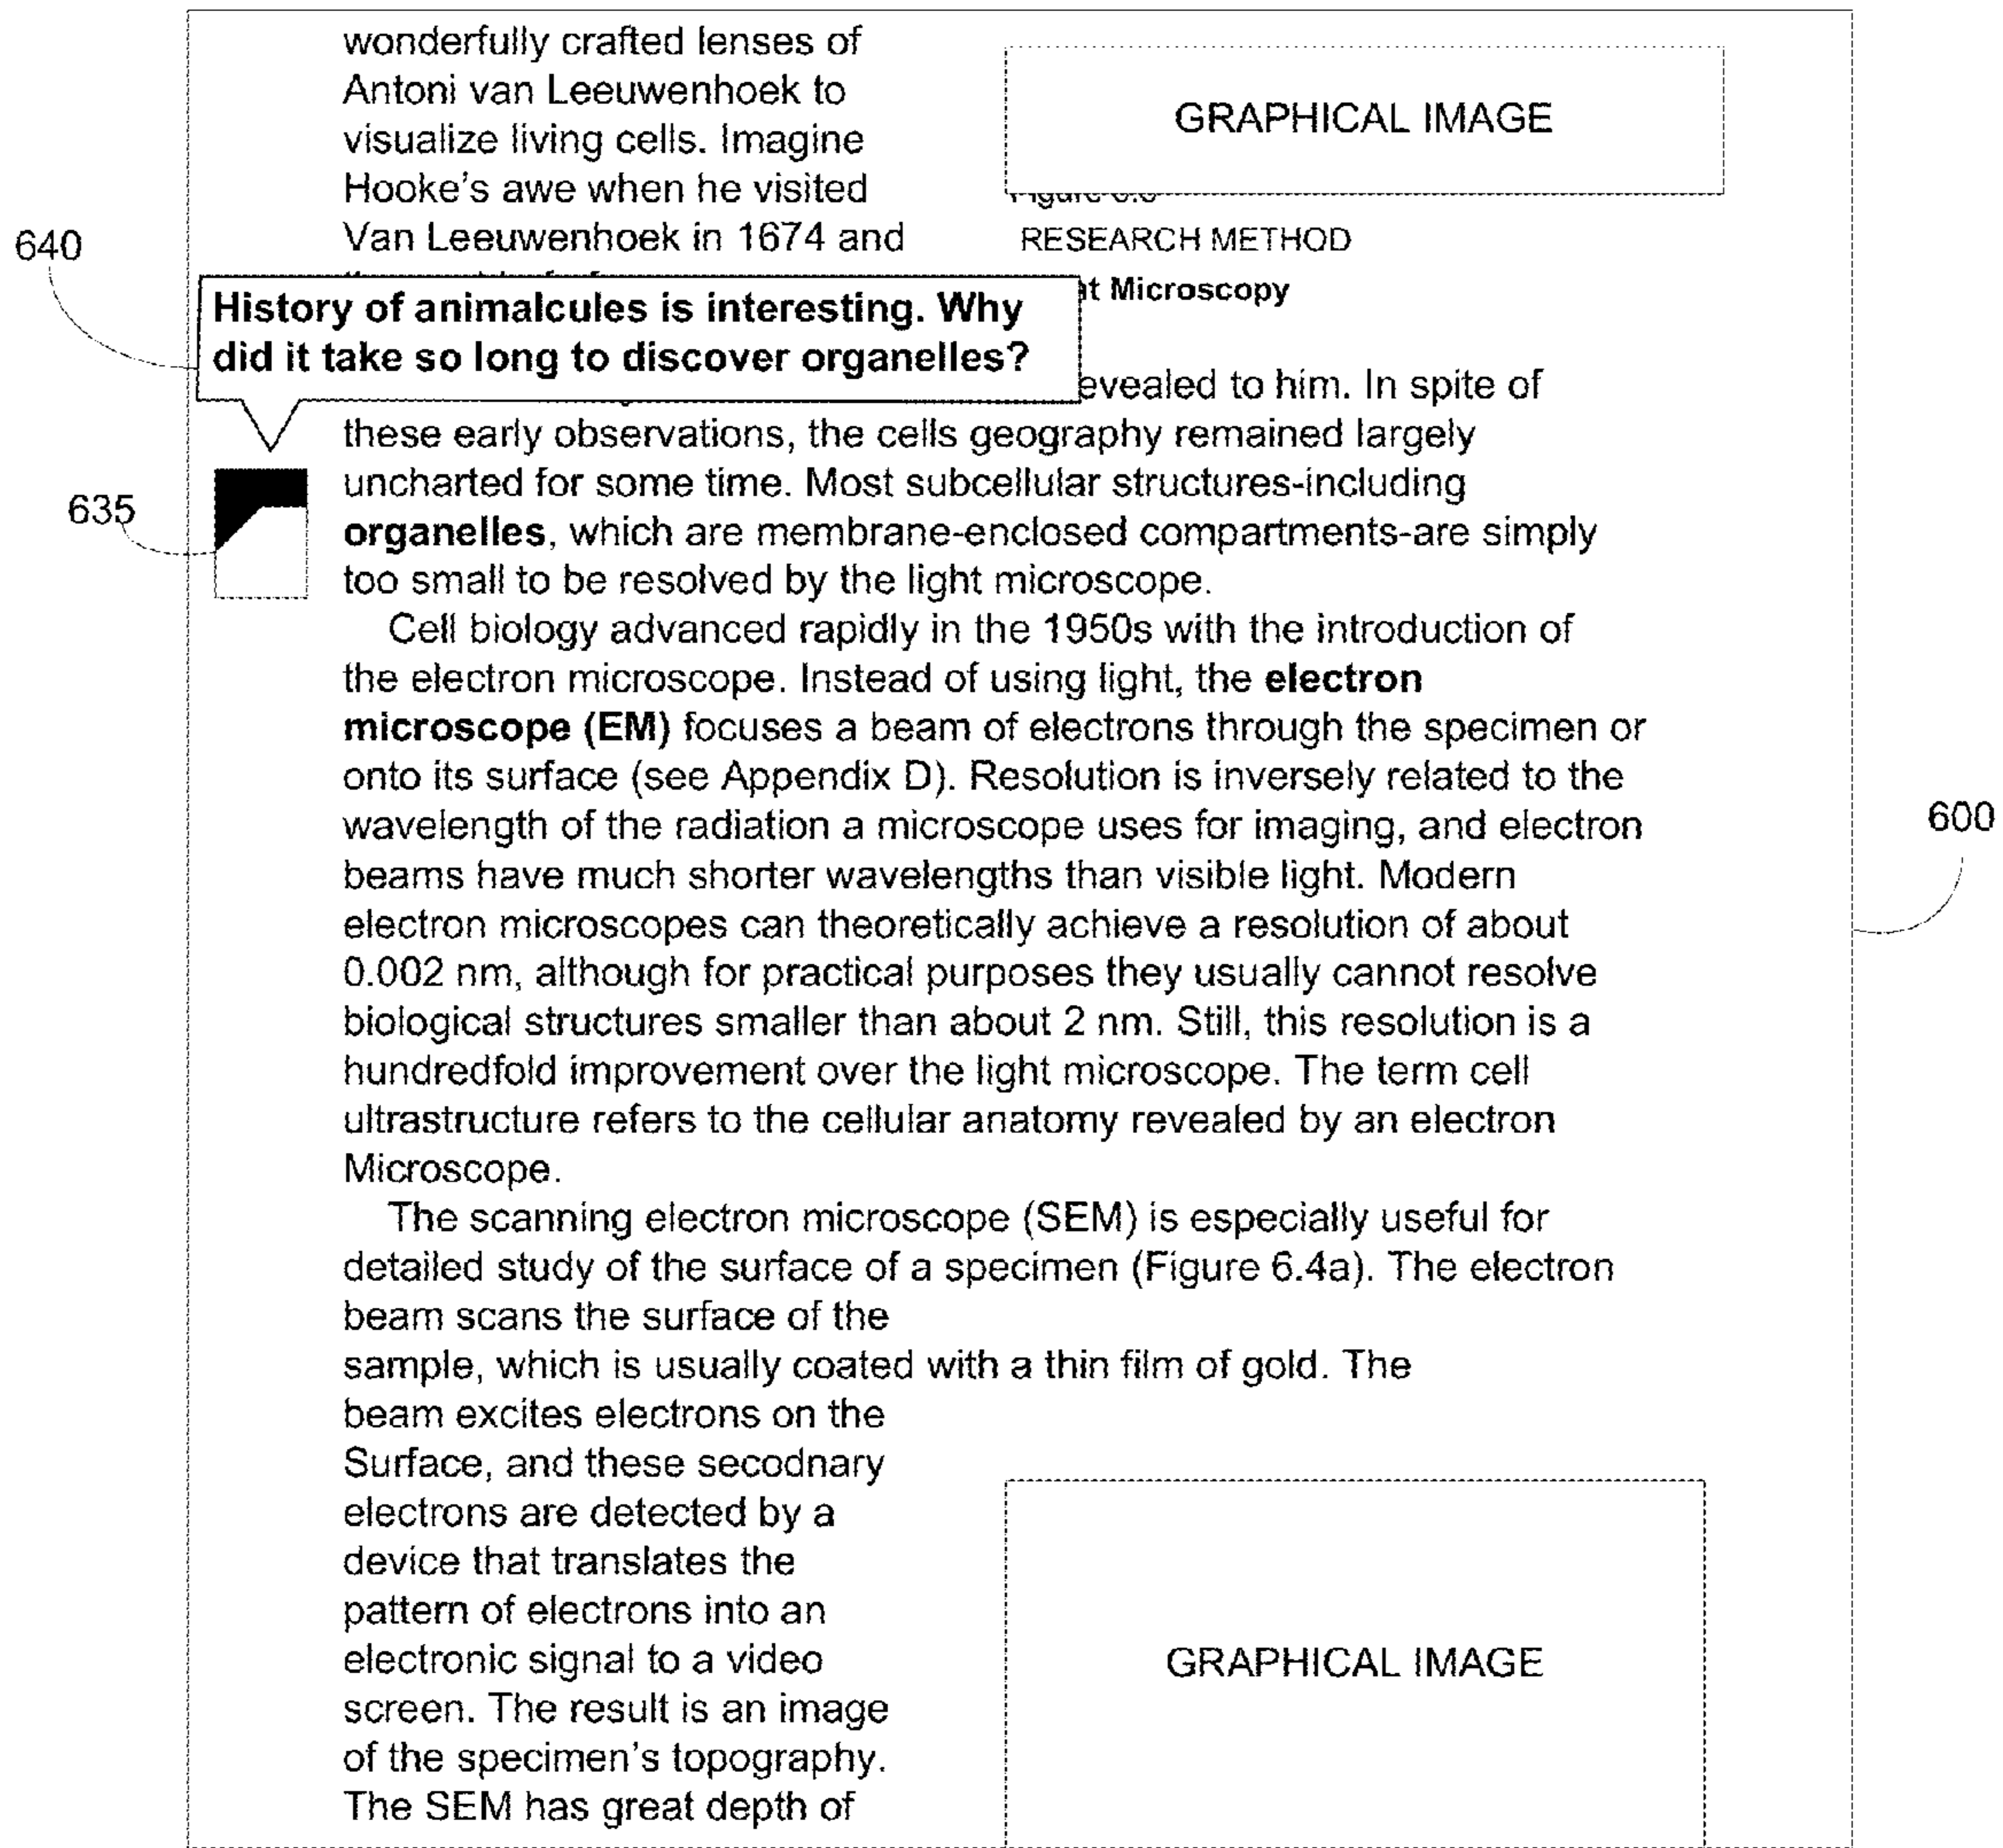 wonderfully crafted lenses of
Antoni van Leeuwenhoek to
visualize living cells. Imagine
Hooke's awe when he visited
Van Leeuwenhoek in 1674 and
GRAPHICAL IMAGE
RESEARCH METHOD
Microscopy
640
History of animalcules is interesting. Why
did it take so long to discover organelles?
evealed to him. In spite of
these early observations, the cells geography remained largely
635
uncharted for some time. Most subcellular structures-including
organelles, which are membrane-enclosed compartments-are simply
too small to be resolved by the light microscope.
Cell biology advanced rapidly in the 1950s with the introduction of
the electron microscope. Instead of using light, the electron
microscope (EM) focuses a beam of electrons through the specimen or
onto its surface (see Appendix D). Resolution is inversely related to the
wavelength of the radiation a microscope uses for imaging, and electron
600
beams have much shorter wavelengths than visible light. Modern
electron microscopes can theoretically achieve a resolution of about
0.002 nm, although for practical purposes they usually cannot resolve
biological structures smaller than about 2 nm. Still, this resolution is a
hundredfold improvement over the light microscope. The term cell
ultrastructure refers to the cellular anatomy revealed by an electron
Microscope.
The scanning electron microscope (SEM) is especially useful for
detailed study of the surface of a specimen (Figure 6.4a). The electron
beam scans the surface of the
sample, which is usually coated with a thin film of gold. The
beam excites electrons on the
Surface, and these secodnary
electrons are detected by a
device that translates the
pattern of electrons into an
electronic signal to a video
screen. The result is an image
of the specimen's topography.
The SEM has great depth of
GRAPHICAL IMAGE